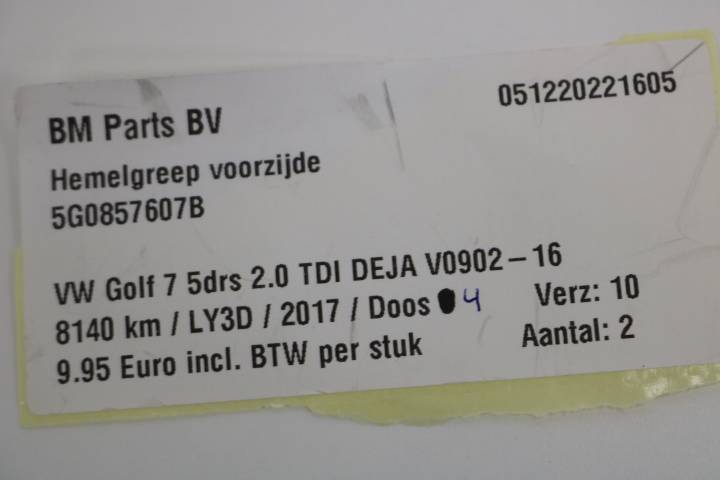 BM Parts BV
051220221605
Hemelgreep voorzijde
5G0857607B
VW Golf 7 5drs 2.0 TDI DEJA V0902-16
8140 km / LY3D / 2017 / Doos 4 Verz: 10
9.95 Euro incl. BTW per stuk Aantal: 2